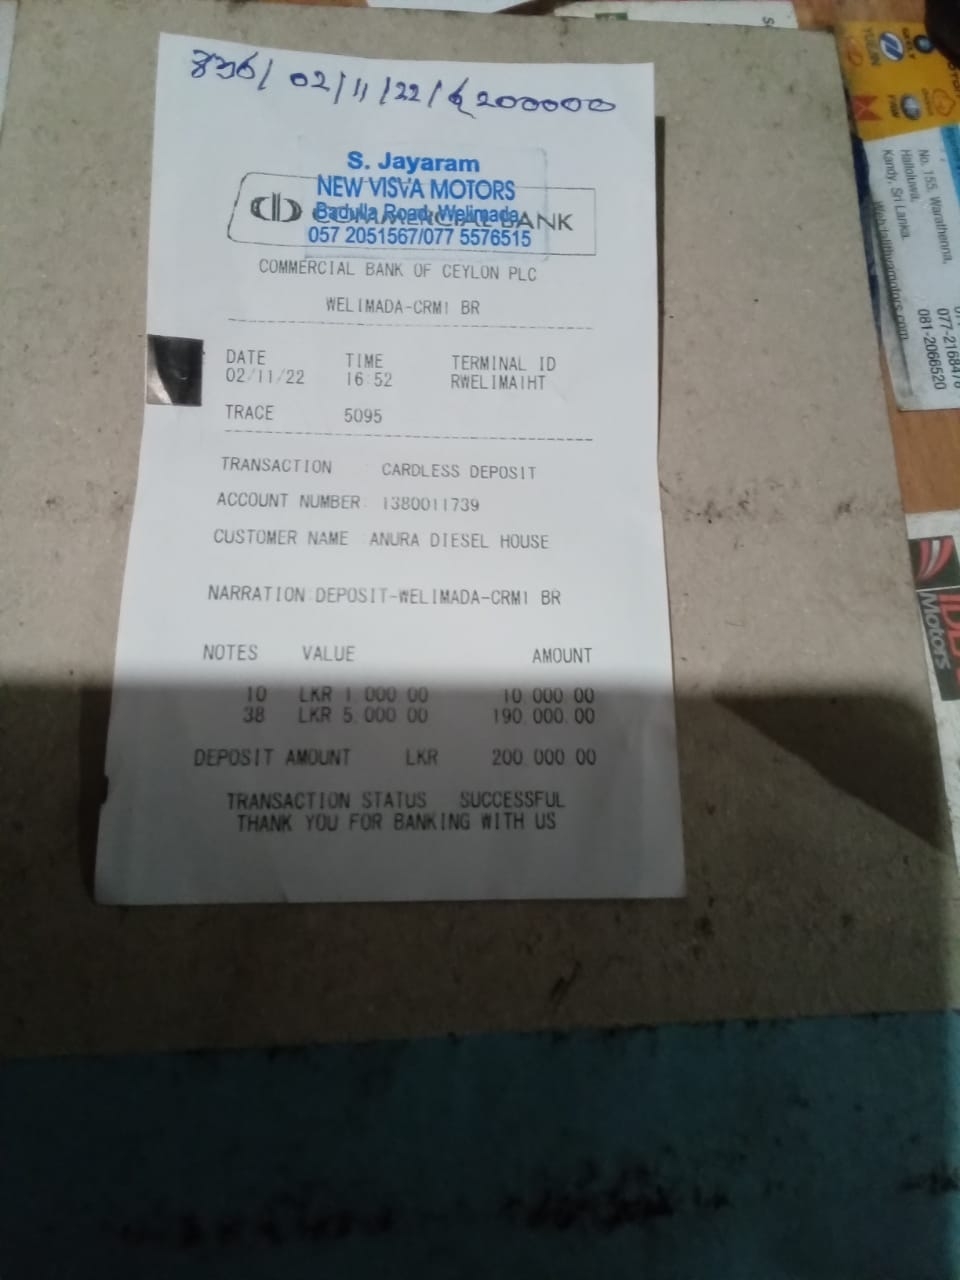 02/11/22/ 200000
S. Jayaram
NEW VISVA MOTORS
Badulla Road, Welimada.
057 2051567/077 5576515
COMMERCIAL BANK
COMMERCIAL BANK OF CEYLON PLC
WELIMADA-CRM1 BR
DATE TIME TERMINAL ID
02/11/22 16:52 RWELIMA1HT
TRACE 5095
TRANSACTION CARDLESS DEPOSIT
ACCOUNT NUMBER: 1380011739
CUSTOMER NAME ANURA DIESEL HOUSE
NARRATION:DEPOSIT-WELIMADA-CRM1 BR
NOTES VALUE AMOUNT
10 LKR 1,000.00 10,000.00
38 LKR 5,000.00 190,000.00
DEPOSIT AMOUNT LKR 200,000.00
TRANSACTION STATUS SUCCESSFUL
THANK YOU FOR BANKING WITH US
No. 155, Warathenna,
Halloluwa,
Kandy, Sri Lanka.
077-216847
081-2066520
Motors